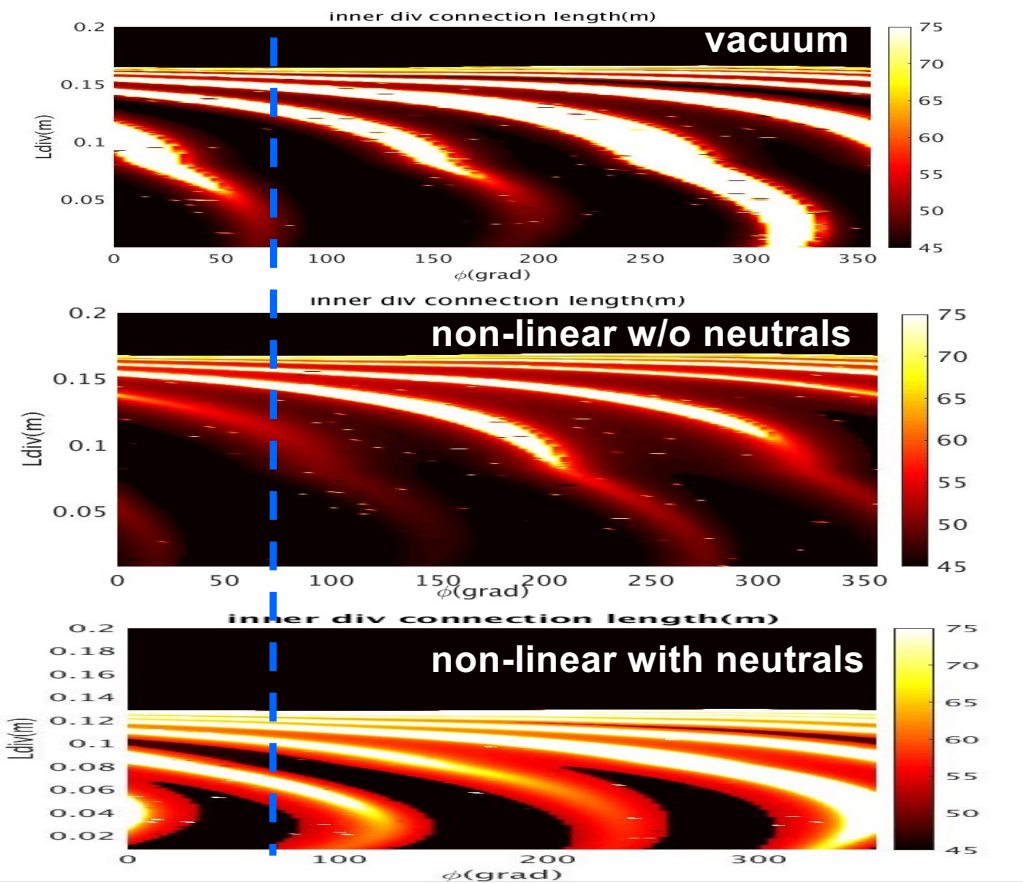 inner div connection length(m)
vacuum
0.2
0.15
0.1
0.05
Ldiv(m)
0 50 100 150 200 250 300 350
ϕ(grad)
75
70
65
60
55
50
45
inner div connection length(m)
non-linear w/o neutrals
0.2
0.15
0.1
0.05
Ldiv(m)
0 50 100 150 200 250 300 350
ϕ(grad)
75
70
65
60
55
50
45
inner div connection length(m)
non-linear with neutrals
0.2
0.18
0.16
0.14
0.12
0.1
0.08
0.06
0.04
0.02
Ldiv(m)
0 100 200 300
ϕ(grad)
75
70
65
60
55
50
45